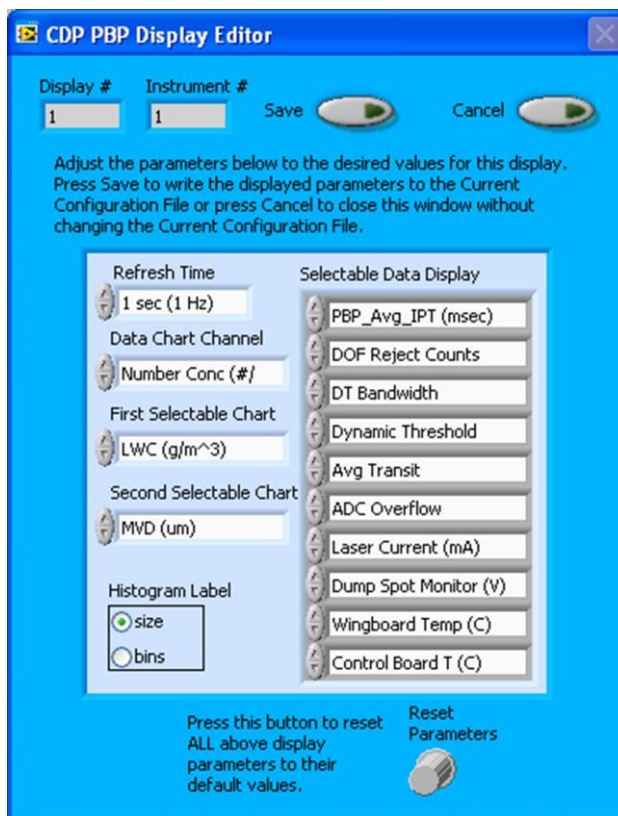 CDP PBP Display Editor
Display #
Instrument #
1
1
Save
Cancel
Adjust the parameters below to the desired values for this display.
Press Save to write the displayed parameters to the Current
Configuration File or press Cancel to close this window without
changing the Current Configuration File.
Refresh Time
1 sec (1 Hz)
Data Chart Channel
Number Conc (#/
First Selectable Chart
LWC (g/m^3)
Second Selectable Chart
MVD (um)
Histogram Label
size
bins
Selectable Data Display
PBP_Avg_IPT (msec)
DOF Reject Counts
DT Bandwidth
Dynamic Threshold
Avg Transit
ADC Overflow
Laser Current (mA)
Dump Spot Monitor (V)
Wingboard Temp (C)
Control Board T (C)
Press this button to reset
ALL above display
parameters to their
default values.
Reset
Parameters